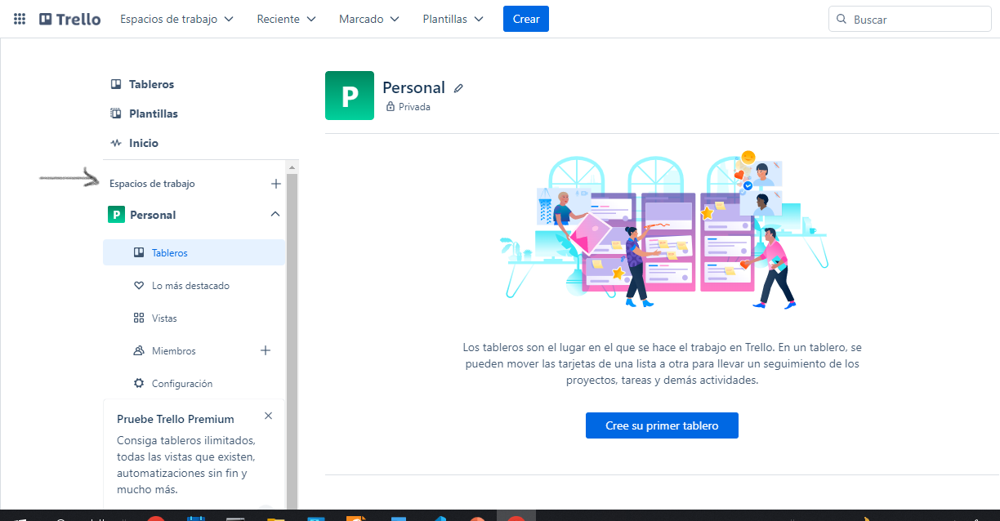 Trello
Espacios de trabajo
Reciente
Marcado
Plantillas
Crear
Buscar
Tableros
Plantillas
Inicio
Espacios de trabajo
P Personal
Tableros
Lo más destacado
Vistas
Miembros
Configuración
Pruebe Trello Premium
Consiga tableros ilimitados,
todas las vistas que existen,
automatizaciones sin fin y
mucho más.
P
Personal
Privada
Los tableros son el lugar en el que se hace el trabajo en Trello. En un tablero, se
pueden mover las tarjetas de una lista a otra para llevar un seguimiento de los
proyectos, tareas y demás actividades.
Cree su primer tablero